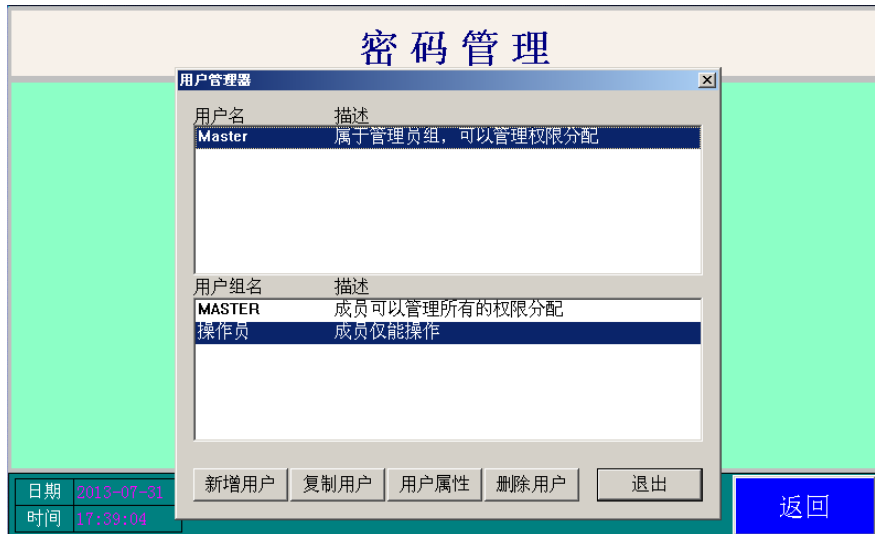 密码管理
用户管理器
用户名 描述
Master 属于管理员组，可以管理权限分配
用户组名 描述
MASTER 成员可以管理所有的权限分配
操作员 成员仅能操作
新增用户 复制用户 用户属性 删除用户 退出
日期 2013-07-31
时间 17:39:04
返回